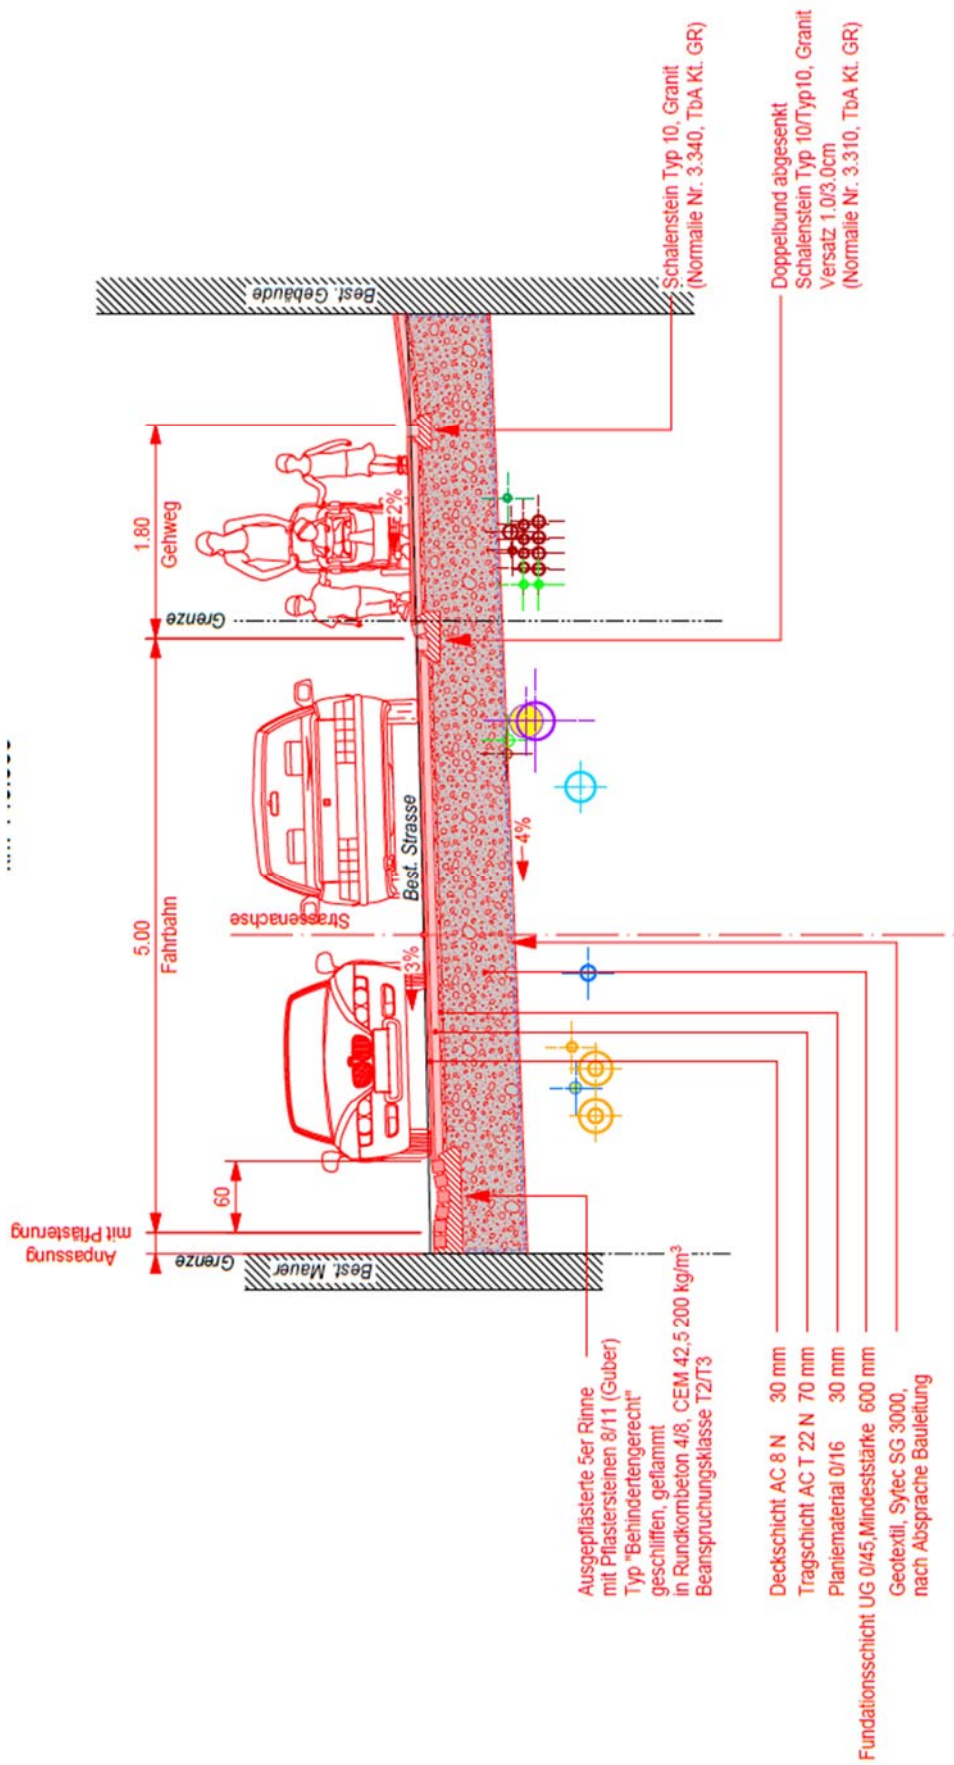 Anpassung
mit Pflästerung
5.00
Fahrbahn
1.80
Gehweg
60
Grenze
Grenze
Best. Mauer
Best. Gebäude
Strassenachse
Best. Strasse
3%
2%
4%
Ausgepflästerte 5er Rinne
mit Pflastersteinen 8/11 (Guber)
Typ "Behindertengerecht"
geschliffen, geflammt
in Rundkornbeton 4/8, CEM 42,5 200 kg/m³
Beanspruchungsklasse T2/T3
Deckschicht AC 8 N 30 mm
Tragschicht AC T 22 N 70 mm
Planiematerial 0/16 30 mm
Fundationsschicht UG 0/45,Mindeststärke 600 mm
Geotextil, Sytec SG 3000,
nach Absprache Bauleitung
Schalenstein Typ 10, Granit
(Normalie Nr. 3.340, TbA Kt. GR)
Doppelbund abgesenkt
Schalenstein Typ 10/Typ10, Granit
Versatz 1.0/3.0cm
(Normalie Nr. 3.310, TbA Kt. GR)